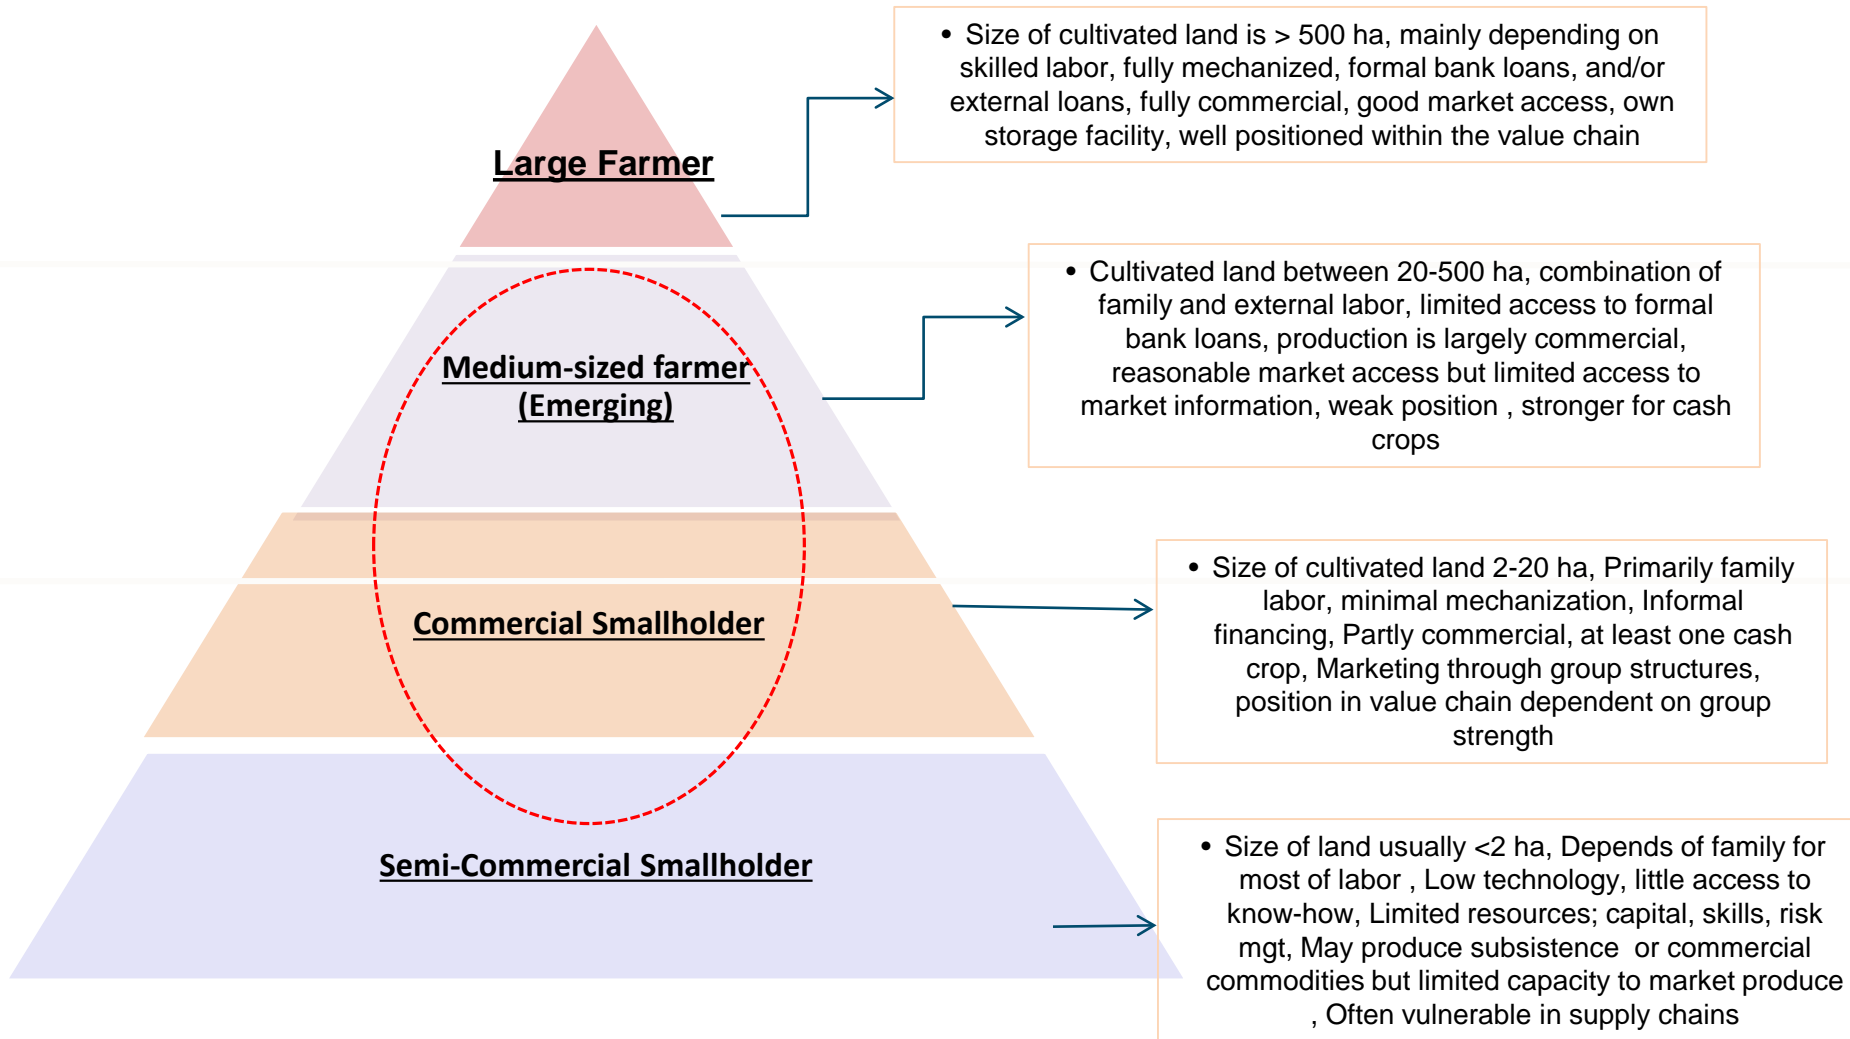 Large Farmer
• Size of cultivated land is > 500 ha, mainly depending on
skilled labor, fully mechanized, formal bank loans, and/or
external loans, fully commercial, good market access, own
storage facility, well positioned within the value chain
Medium-sized farmer
(Emerging)
• Cultivated land between 20-500 ha, combination of
family and external labor, limited access to formal
bank loans, production is largely commercial,
reasonable market access but limited access to
market information, weak position , stronger for cash
crops
Commercial Smallholder
• Size of cultivated land 2-20 ha, Primarily family
labor, minimal mechanization, Informal
financing, Partly commercial, at least one cash
crop, Marketing through group structures,
position in value chain dependent on group
strength
Semi-Commercial Smallholder
• Size of land usually <2 ha, Depends of family for
most of labor , Low technology, little access to
know-how, Limited resources; capital, skills, risk
mgt, May produce subsistence or commercial
commodities but limited capacity to market produce
, Often vulnerable in supply chains